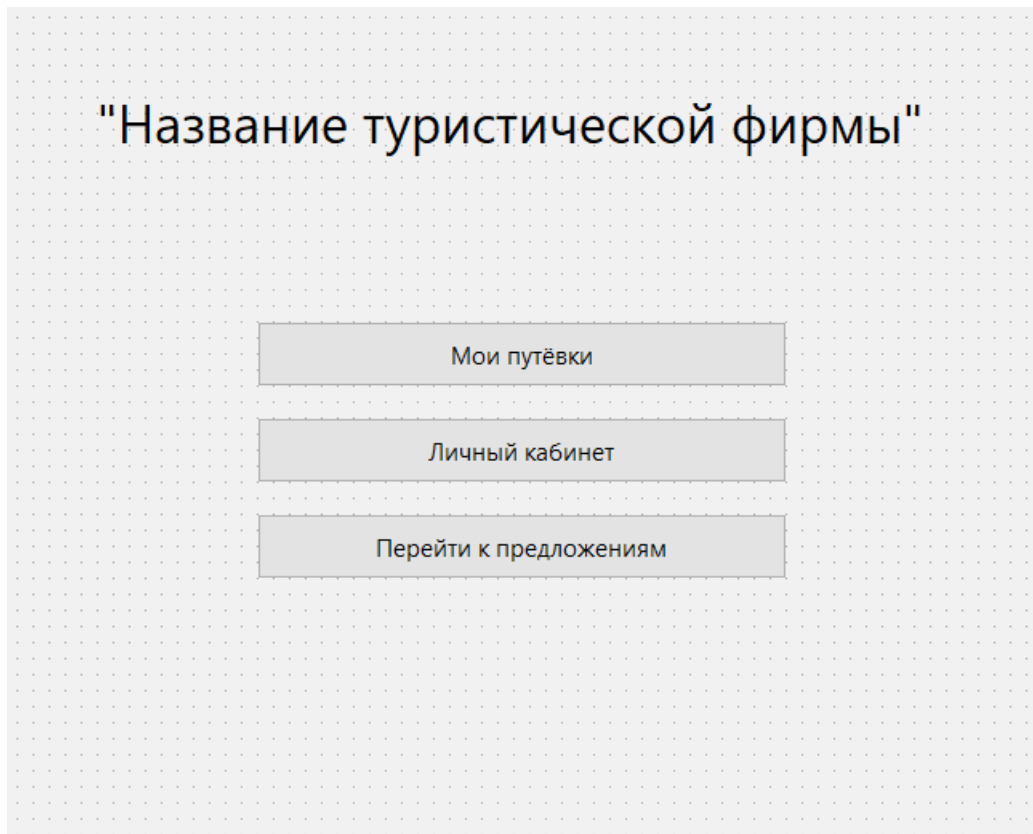 "Название туристической фирмы"
Мои путёвки
Личный кабинет
Перейти к предложениям